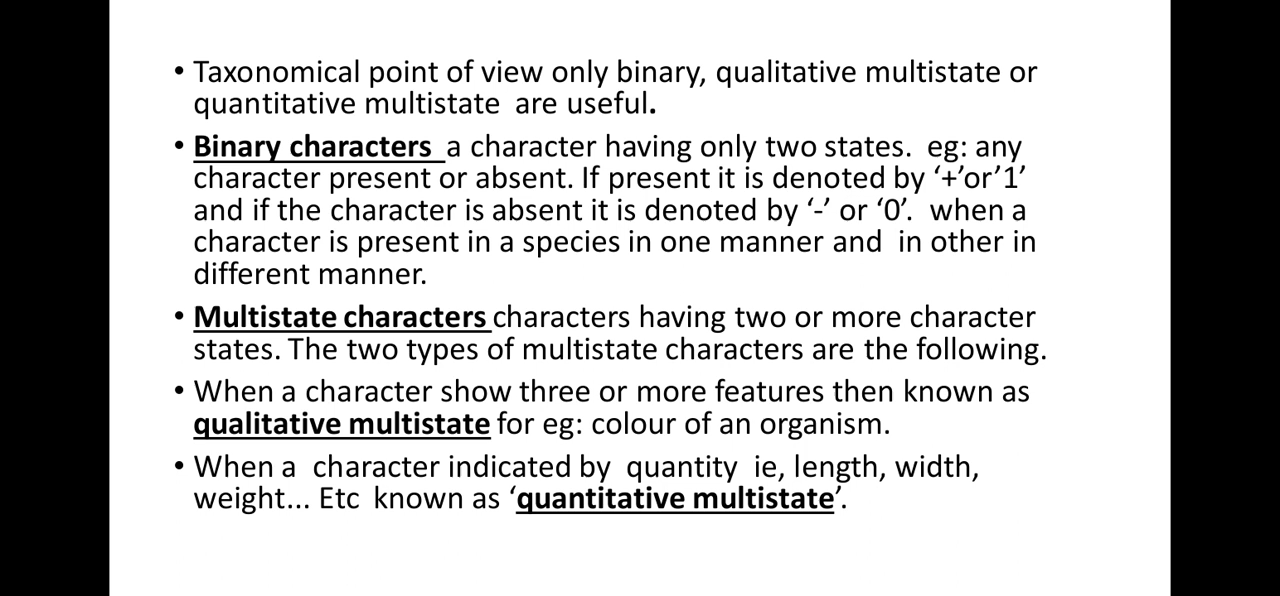 • Taxonomical point of view only binary, qualitative multistate or
quantitative multistate are useful.
• Binary characters a character having only two states. eg: any
character present or absent. If present it is denoted by ‘+’or’1’
and if the character is absent it is denoted by ‘-’ or ‘0’. when a
character is present in a species in one manner and in other in
different manner.
• Multistate characters characters having two or more character
states. The two types of multistate characters are the following.
• When a character show three or more features then known as
qualitative multistate for eg: colour of an organism.
• When a character indicated by quantity ie, length, width,
weight... Etc known as ‘quantitative multistate’.